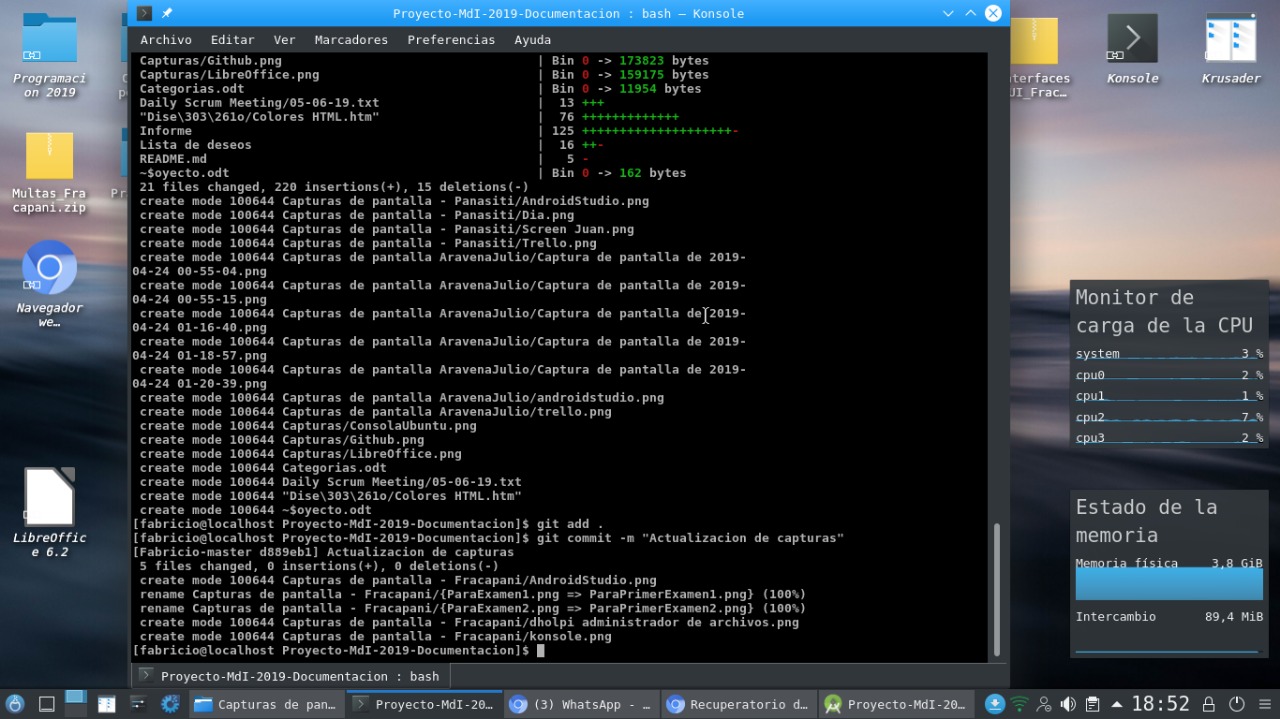 Proyecto-MdI-2019-Documentacion : bash — Konsole
Archivo Editar Ver Marcadores Preferencias Ayuda
Capturas/Github.png | Bin 0 -> 173823 bytes
Capturas/LibreOffice.png | Bin 0 -> 159175 bytes
Categorias.odt | Bin 0 -> 11954 bytes
Daily Scrum Meeting/05-06-19.txt | 13 +++
"Dise\303\261o/Colores HTML.htm" | 76 +++++++++++++
Informe | 125 ++++++++++++++++++++-
Lista de deseos | 16 ++-
README.md | 5 -
~$oyecto.odt | Bin 0 -> 162 bytes
21 files changed, 220 insertions(+), 15 deletions(-)
create mode 100644 Capturas de pantalla - Panasiti/AndroidStudio.png
create mode 100644 Capturas de pantalla - Panasiti/Dia.png
create mode 100644 Capturas de pantalla - Panasiti/Screen Juan.png
create mode 100644 Capturas de pantalla - Panasiti/Trello.png
create mode 100644 Capturas de pantalla AravenaJulio/Captura de pantalla de 2019-
04-24 00-55-04.png
create mode 100644 Capturas de pantalla AravenaJulio/Captura de pantalla de 2019-
04-24 00-55-15.png
create mode 100644 Capturas de pantalla AravenaJulio/Captura de pantalla de 2019-
04-24 01-16-40.png
create mode 100644 Capturas de pantalla AravenaJulio/Captura de pantalla de 2019-
04-24 01-18-57.png
create mode 100644 Capturas de pantalla AravenaJulio/Captura de pantalla de 2019-
04-24 01-20-39.png
create mode 100644 Capturas de pantalla AravenaJulio/androidstudio.png
create mode 100644 Capturas de pantalla AravenaJulio/trello.png
create mode 100644 Capturas/ConsolaUbuntu.png
create mode 100644 Capturas/Github.png
create mode 100644 Capturas/LibreOffice.png
create mode 100644 Categorias.odt
create mode 100644 Daily Scrum Meeting/05-06-19.txt
create mode 100644 "Dise\303\261o/Colores HTML.htm"
create mode 100644 ~$oyecto.odt
[fabricio@localhost Proyecto-MdI-2019-Documentacion]$ git add .
[fabricio@localhost Proyecto-MdI-2019-Documentacion]$ git commit -m "Actualizacion de capturas"
[Fabricio-master d889eb1] Actualizacion de capturas
5 files changed, 0 insertions(+), 0 deletions(-)
create mode 100644 Capturas de pantalla - Fracapani/AndroidStudio.png
rename Capturas de pantalla - Fracapani/{ParaExamen1.png => ParaPrimerExamen1.png} (100%)
rename Capturas de pantalla - Fracapani/{ParaExamen2.png => ParaPrimerExamen2.png} (100%)
create mode 100644 Capturas de pantalla - Fracapani/dholpi administrador de archivos.png
create mode 100644 Capturas de pantalla - Fracapani/konsole.png
[fabricio@localhost Proyecto-MdI-2019-Documentacion]$
Proyecto-MdI-2019-Documentacion : bash
Programaci
on 2019
Multas_Fra
capani.zip
Navegador
we...
LibreOffic
e 6.2
nterfaces
UI_Frac...
Konsole
Krusader
Monitor de
carga de la CPU
system 3 %
cpu0 2 %
cpu1 1 %
cpu2 7 %
cpu3 2 %
Estado de la
memoria
Memoria física 3,8 GiB
Intercambio 89,4 MiB
Capturas de pan...
Proyecto-MdI-20...
(3) WhatsApp - ...
Recuperatorio d...
Proyecto-MdI-20...
18:52